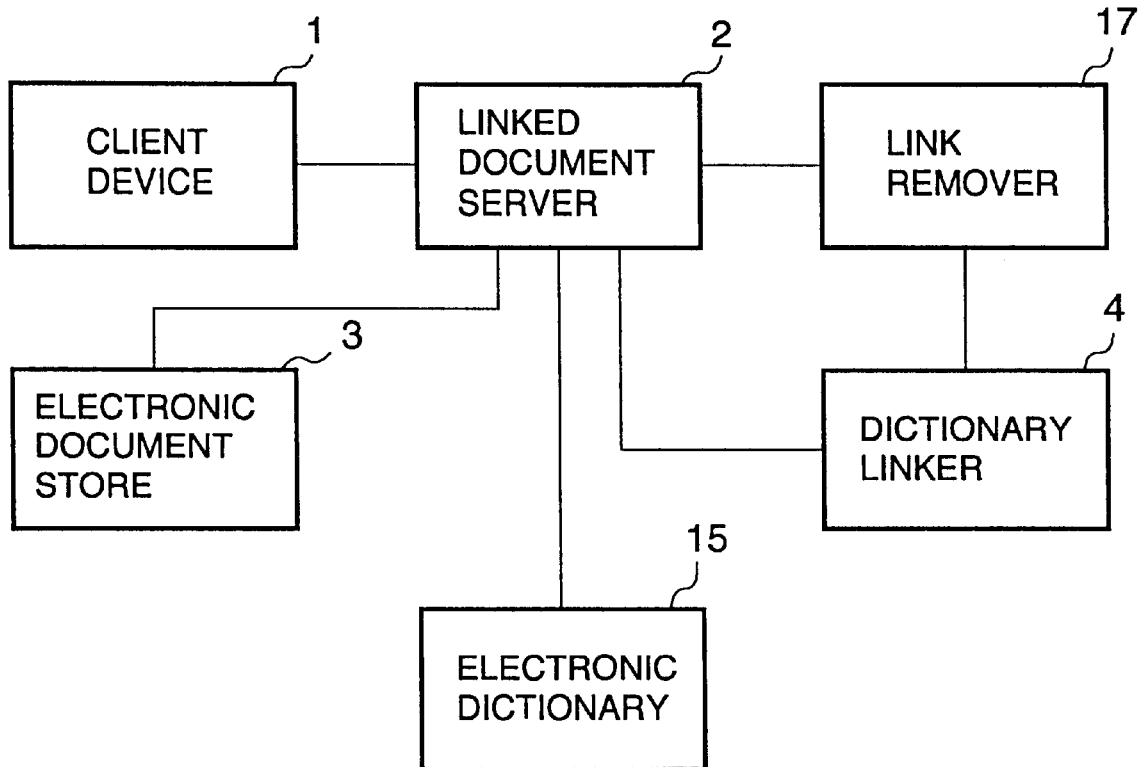 1
CLIENT
DEVICE
2
LINKED
DOCUMENT
SERVER
17
LINK
REMOVER
3
ELECTRONIC
DOCUMENT
STORE
4
DICTIONARY
LINKER
15
ELECTRONIC
DICTIONARY